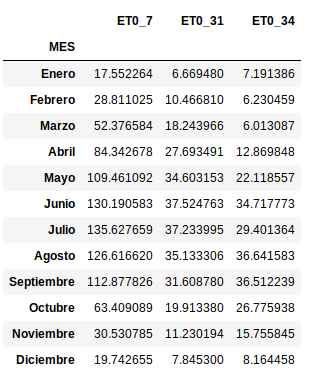 ET0_7 ET0_31 ET0_34
MES
Enero 17.552264 6.669480 7.191386
Febrero 28.811025 10.466810 6.230459
Marzo 52.376584 18.243966 6.013087
Abril 84.342678 27.693491 12.869848
Mayo 109.461092 34.603153 22.118557
Junio 130.190583 37.524763 34.717773
Julio 135.627659 37.233995 29.401364
Agosto 126.616620 35.133306 36.641583
Septiembre 112.877826 31.608780 36.512239
Octubre 63.409089 19.913380 26.775938
Noviembre 30.530785 11.230194 15.755845
Diciembre 19.742655 7.845300 8.164458